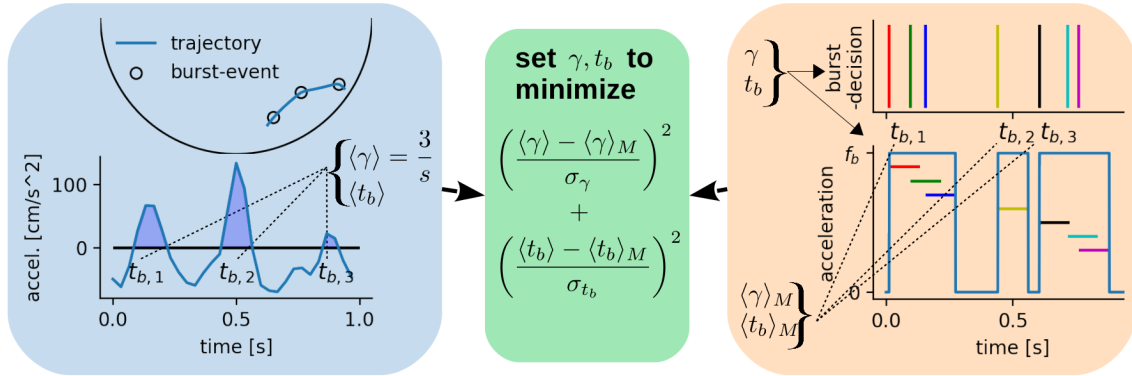 trajectory
burst-event
accel. [cm/s^2]
100
0
t_{b,1}
t_{b,2}
t_{b,3}
0.0
0.5
1.0
time [s]
⟨γ⟩ = 3/s
⟨t_b⟩
set γ, t_b to
minimize
((⟨γ⟩ − ⟨γ⟩_M)/σ_γ)^2
+
((⟨t_b⟩ − ⟨t_b⟩_M)/σ_{t_b})^2
γ
t_b
burst
-decision
t_{b,1}
t_{b,2}
t_{b,3}
f_b
acceleration
0
⟨γ⟩_M
⟨t_b⟩_M
0.0
0.5
time [s]